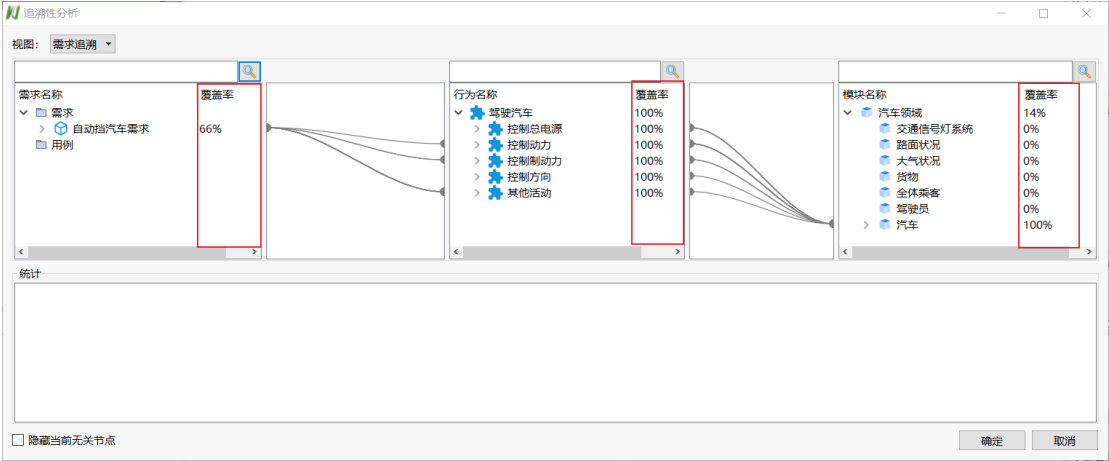 追溯性分析
视图: 需求追溯
需求名称 覆盖率
需求
自动挡汽车需求 66%
用例
行为名称 覆盖率
驾驶汽车 100%
控制总电源 100%
控制动力 100%
控制制动力 100%
控制方向 100%
其他活动 100%
模块名称 覆盖率
汽车领域 14%
交通信号灯系统 0%
路面状况 0%
大气状况 0%
货物 0%
全体乘客 0%
驾驶员 0%
汽车 100%
统计
隐藏当前无关节点
确定 取消